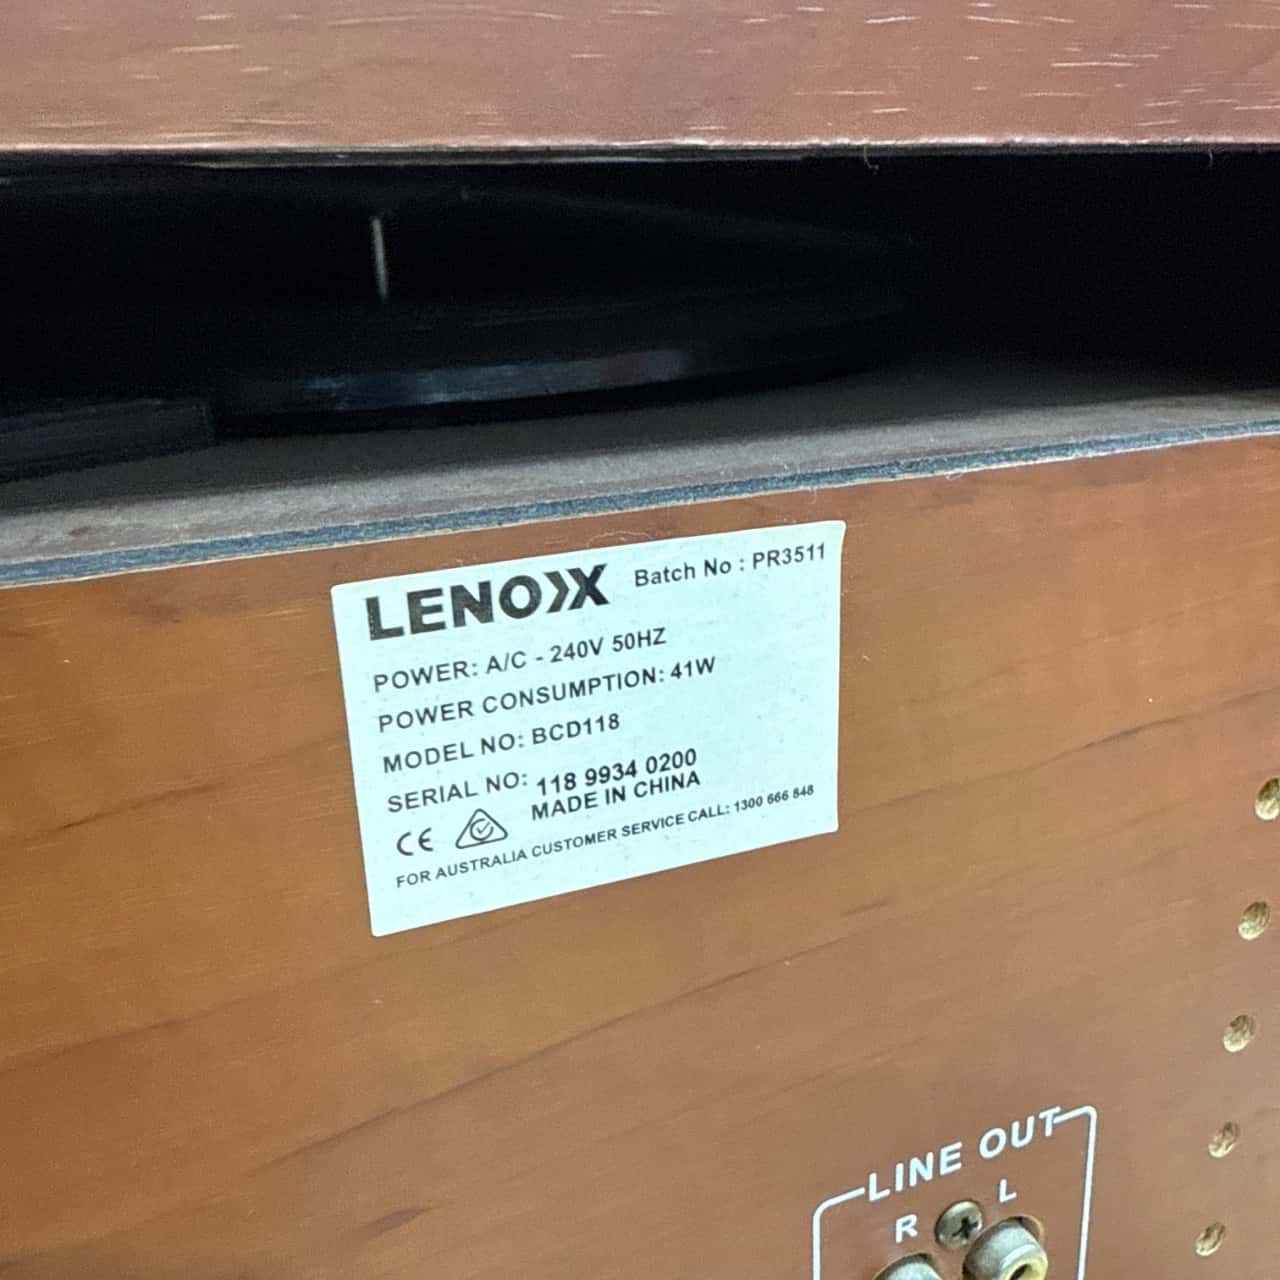 LENOXX Batch No : PR3511
POWER: A/C - 240V 50HZ
POWER CONSUMPTION: 41W
MODEL NO: BCD118
SERIAL NO: 118 9934 0200
MADE IN CHINA
CE
FOR AUSTRALIA CUSTOMER SERVICE CALL: 1300 666 848
LINE OUT
R L